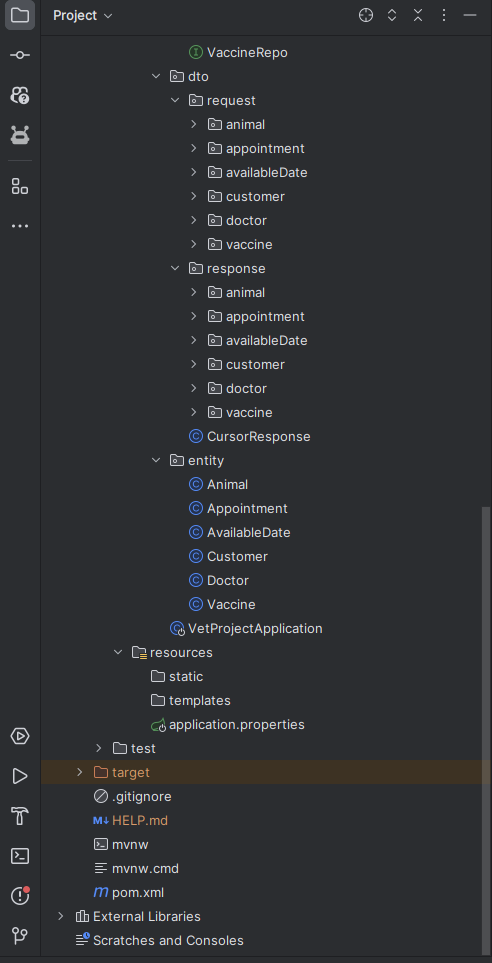 Project
VaccineRepo
dto
request
animal
appointment
availableDate
customer
doctor
vaccine
response
animal
appointment
availableDate
customer
doctor
vaccine
CursorResponse
entity
Animal
Appointment
AvailableDate
Customer
Doctor
Vaccine
VetProjectApplication
resources
static
templates
application.properties
test
target
.gitignore
HELP.md
mvnw
mvnw.cmd
pom.xml
External Libraries
Scratches and Consoles